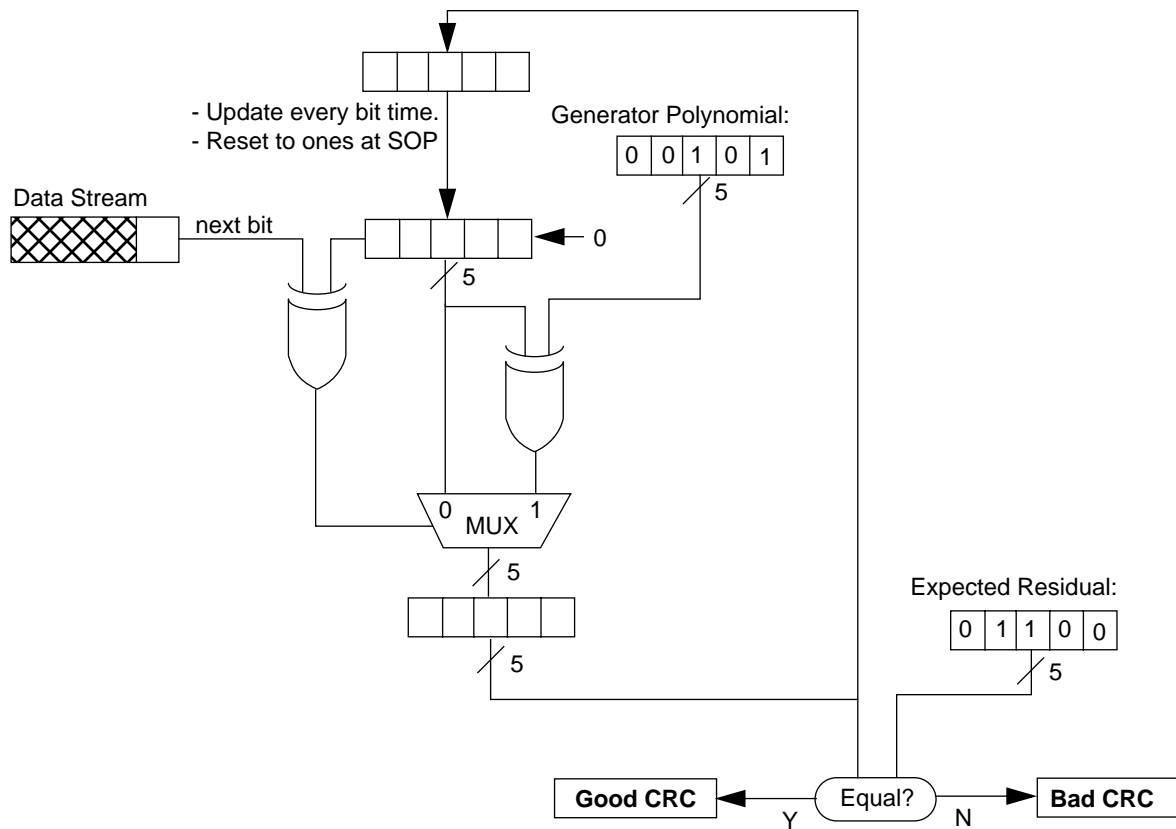 - Update every bit time.
- Reset to ones at SOP
Generator Polynomial:
0 0 1 0 1
5
Data Stream
next bit
0
5
0 1
MUX
5
5
Expected Residual:
0 1 1 0 0
5
Good CRC
Y
Equal?
N
Bad CRC